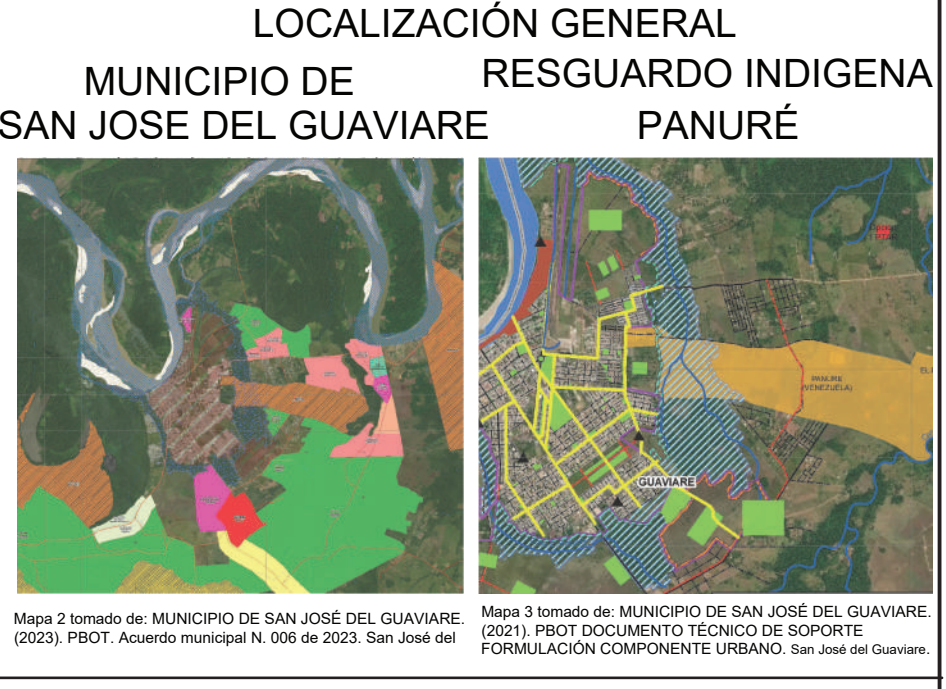 LOCALIZACIÓN GENERAL
MUNICIPIO DE
SAN JOSE DEL GUAVIARE
RESGUARDO INDIGENA
PANURÉ
PANURE
(VENEZUELA)
GUAVIARE
Mapa 2 tomado de: MUNICIPIO DE SAN JOSÉ DEL GUAVIARE.
(2023). PBOT. Acuerdo municipal N. 006 de 2023. San José del
Mapa 3 tomado de: MUNICIPIO DE SAN JOSÉ DEL GUAVIARE.
(2021). PBOT DOCUMENTO TÉCNICO DE SOPORTE
FORMULACIÓN COMPONENTE URBANO. San José del Guaviare.